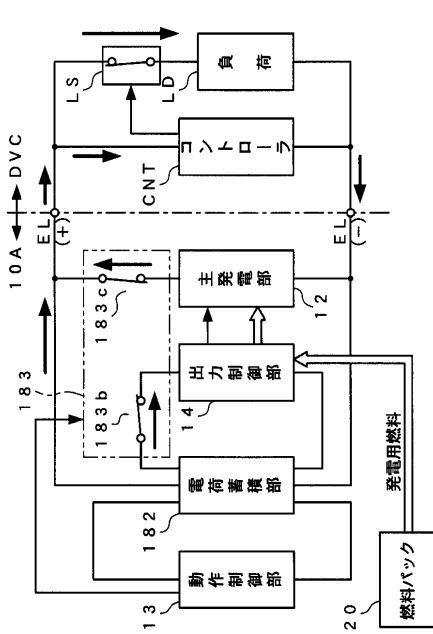 10A ⟷ DVC
EL
(+)
EL
(-)
LS
LD
負荷
CNT
コントローラ
183
183c
183b
主発電部
12
出力制御部
14
電荷蓄積部
182
動作制御部
13
発電用燃料
燃料パック
20